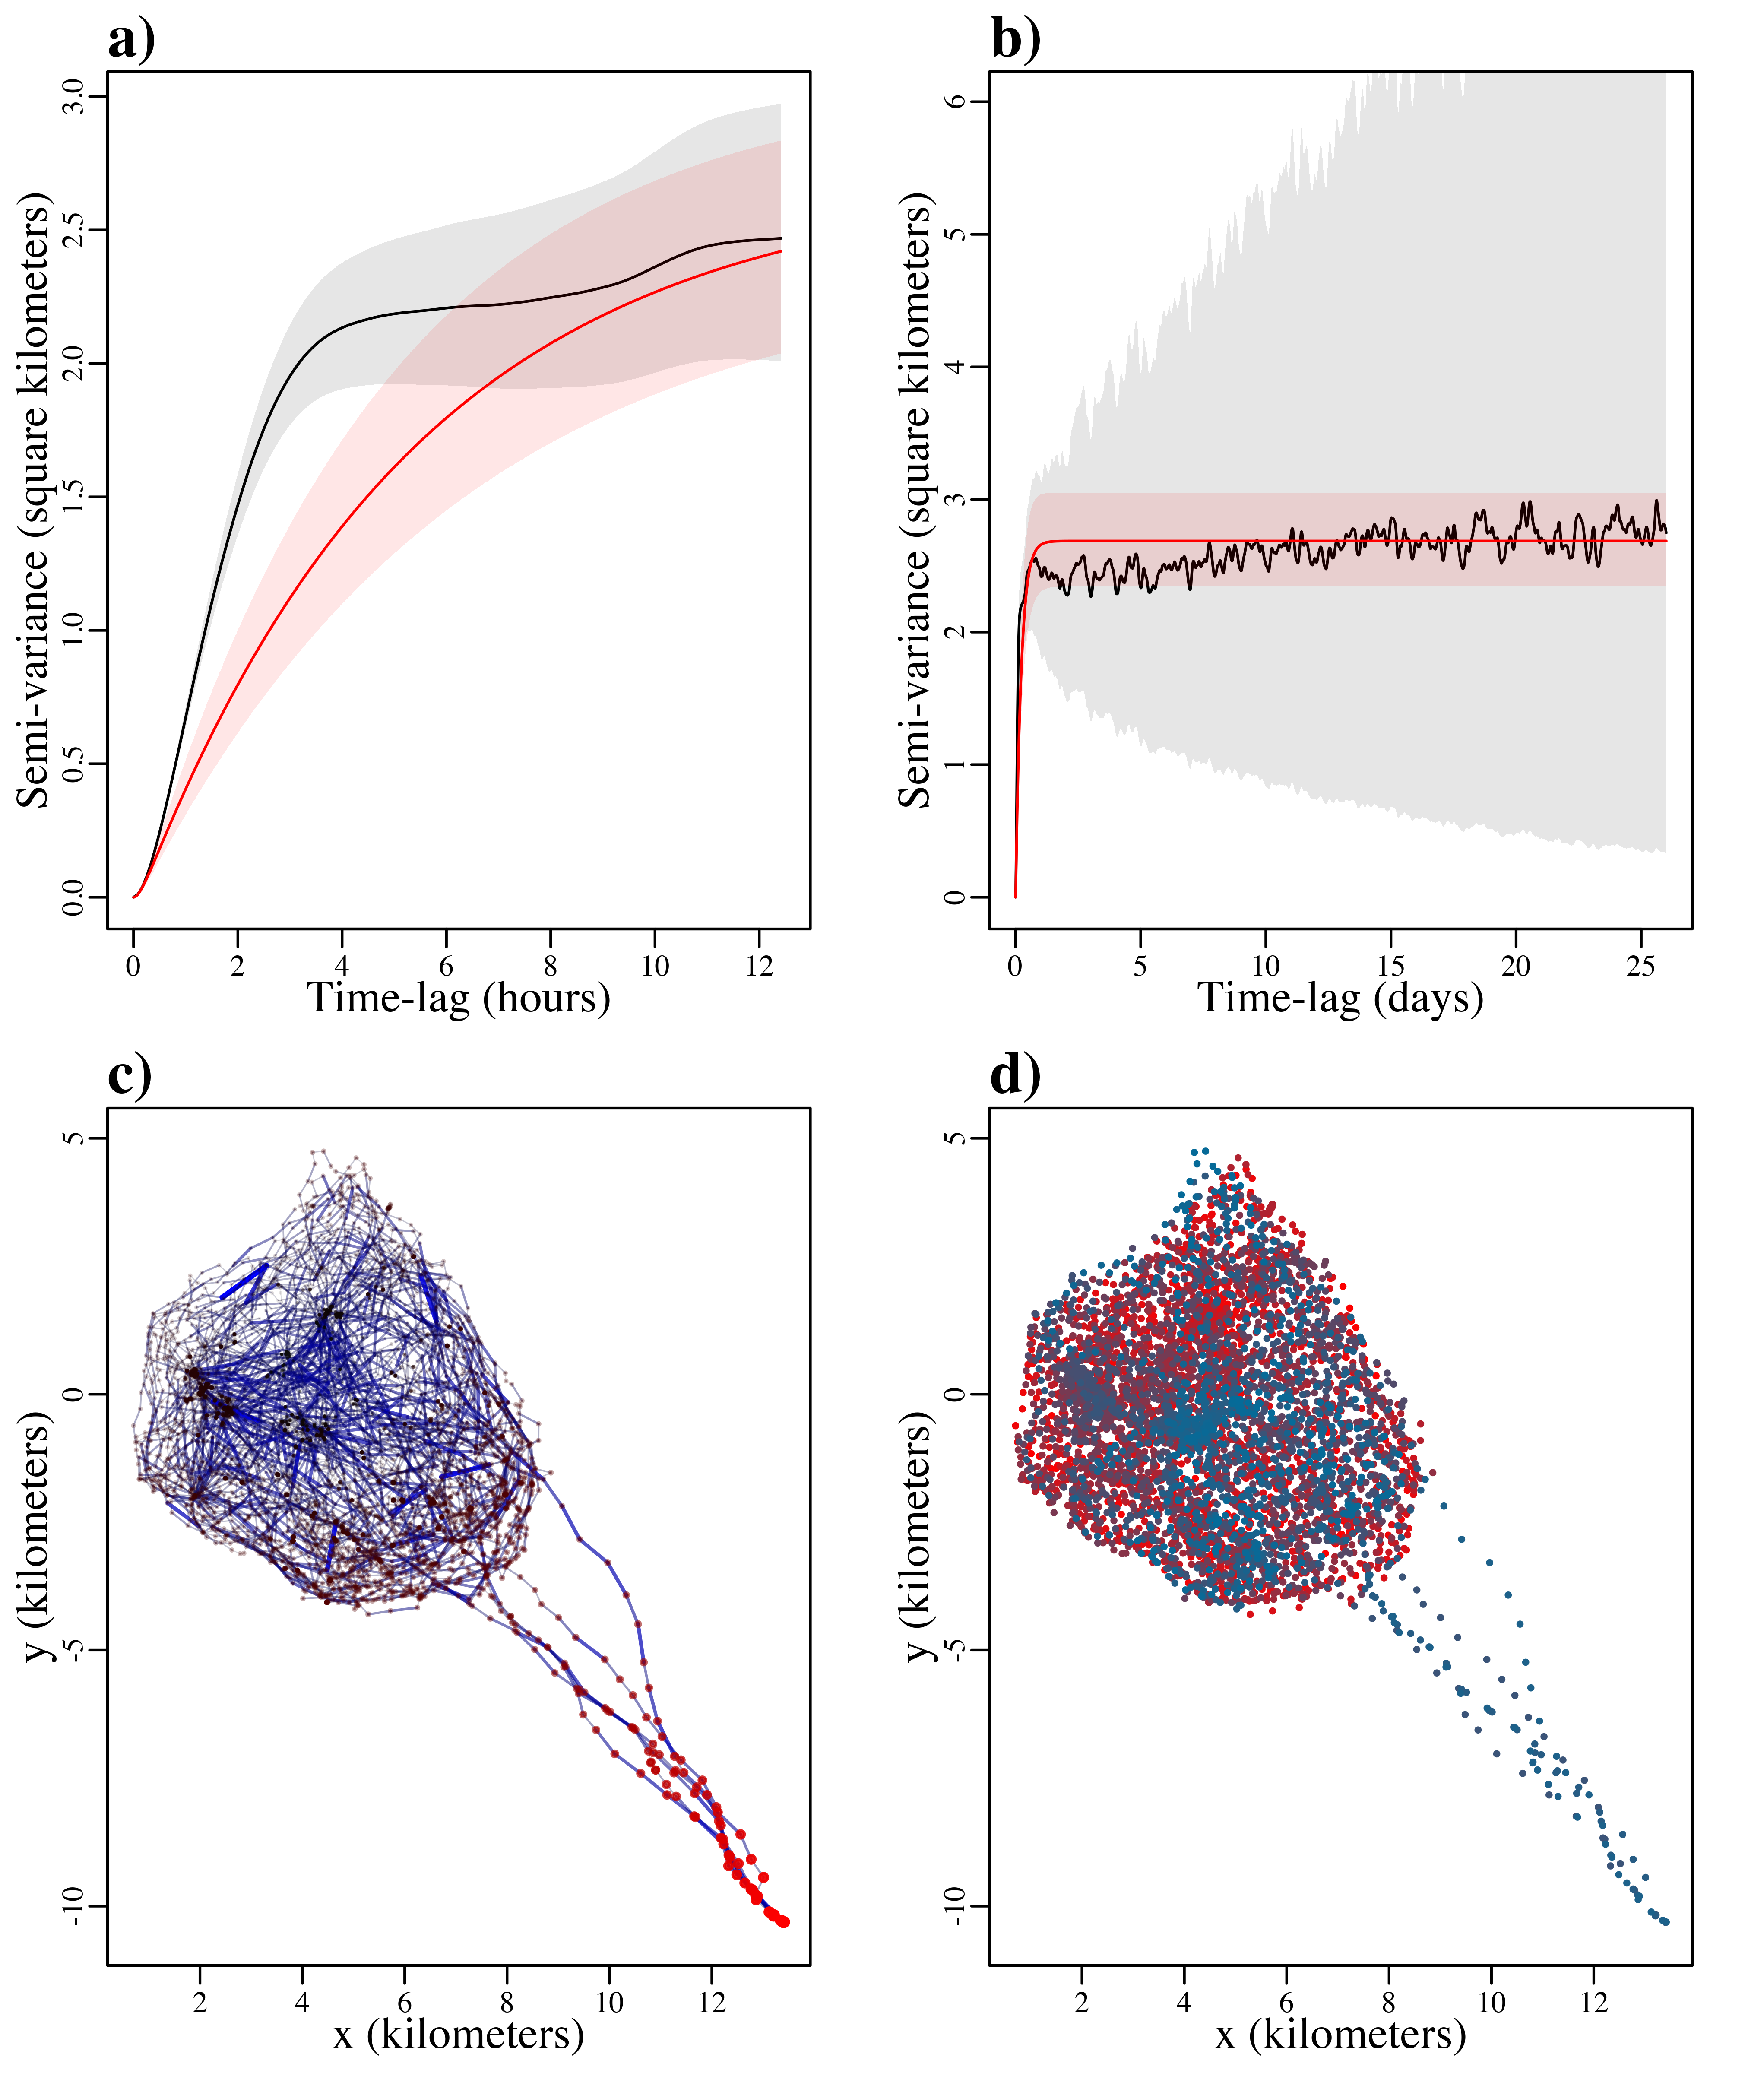 a)
Semi-variance (square kilometers)
3.0
2.5
2.0
1.5
1.0
0.5
0.0
0 2 4 6 8 10 12
Time-lag (hours)
b)
Semi-variance (square kilometers)
6
5
4
3
2
1
0
0 5 10 15 20 25
Time-lag (days)
c)
y (kilometers)
5
0
-5
-10
2 4 6 8 10 12
x (kilometers)
d)
y (kilometers)
5
0
-5
-10
2 4 6 8 10 12
x (kilometers)